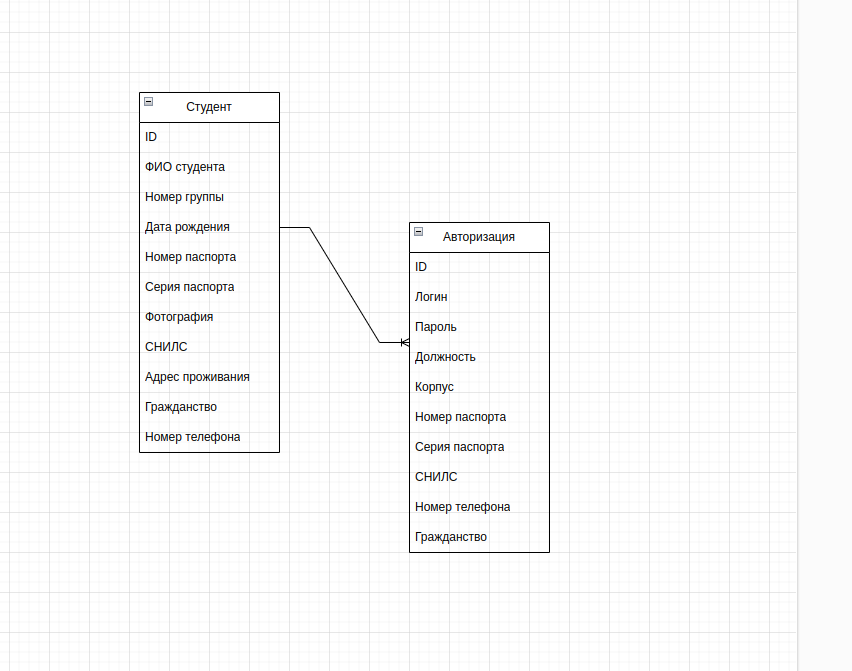 Студент
ID
ФИО студента
Номер группы
Дата рождения
Номер паспорта
Серия паспорта
Фотография
СНИЛС
Адрес проживания
Гражданство
Номер телефона
Авторизация
ID
Логин
Пароль
Должность
Корпус
Номер паспорта
Серия паспорта
СНИЛС
Номер телефона
Гражданство